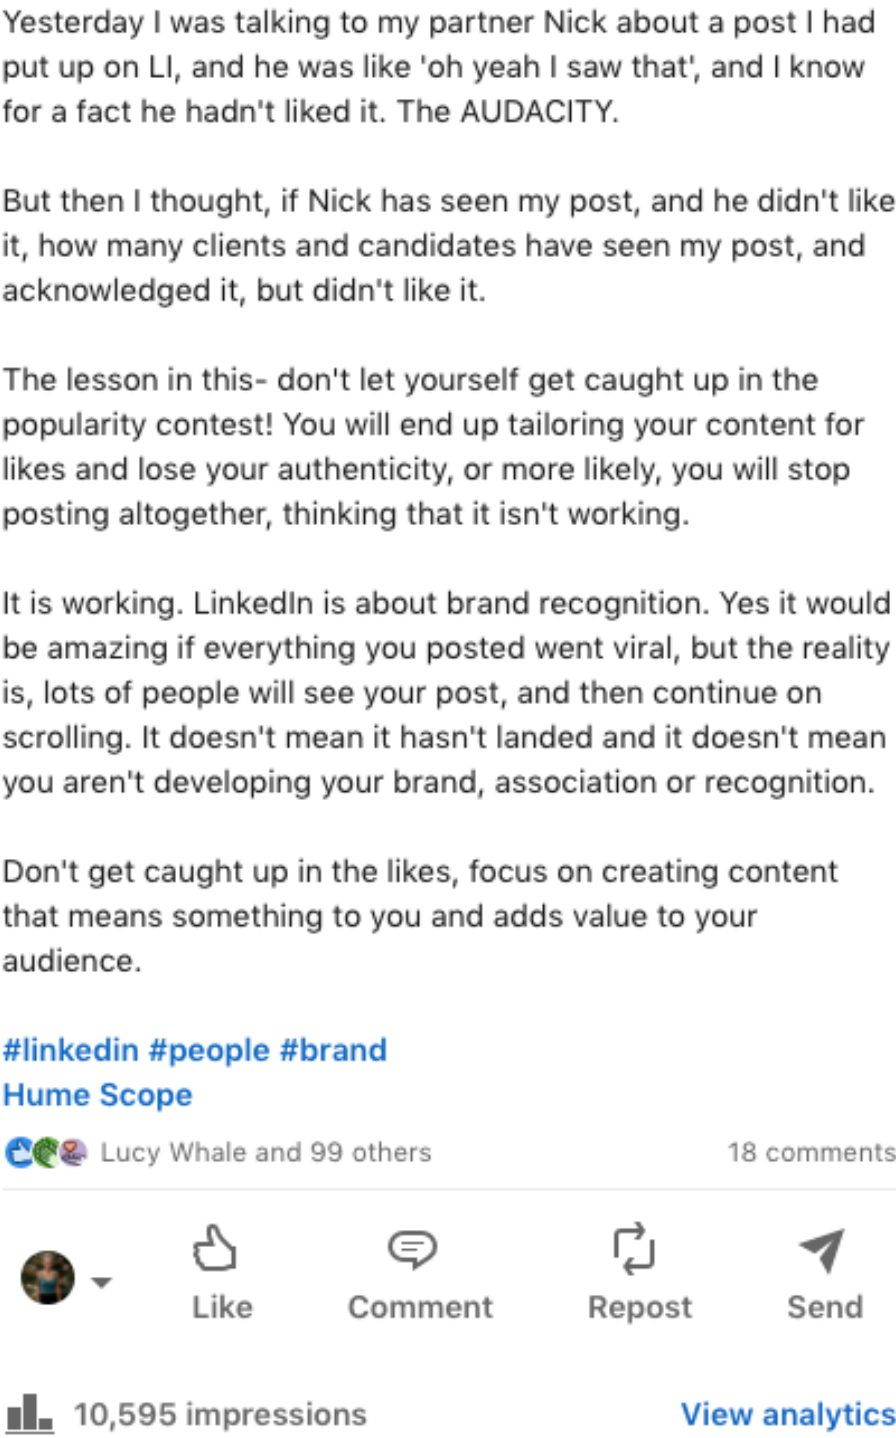 Yesterday I was talking to my partner Nick about a post I had
put up on LI, and he was like 'oh yeah I saw that', and I know
for a fact he hadn't liked it. The AUDACITY.
But then I thought, if Nick has seen my post, and he didn't like
it, how many clients and candidates have seen my post, and
acknowledged it, but didn't like it.
The lesson in this- don't let yourself get caught up in the
popularity contest! You will end up tailoring your content for
likes and lose your authenticity, or more likely, you will stop
posting altogether, thinking that it isn't working.
It is working. LinkedIn is about brand recognition. Yes it would
be amazing if everything you posted went viral, but the reality
is, lots of people will see your post, and then continue on
scrolling. It doesn't mean it hasn't landed and it doesn't mean
you aren't developing your brand, association or recognition.
Don't get caught up in the likes, focus on creating content
that means something to you and adds value to your
audience.
#linkedin #people #brand
Hume Scope
Lucy Whale and 99 others 18 comments
Like Comment Repost Send
10,595 impressions View analytics